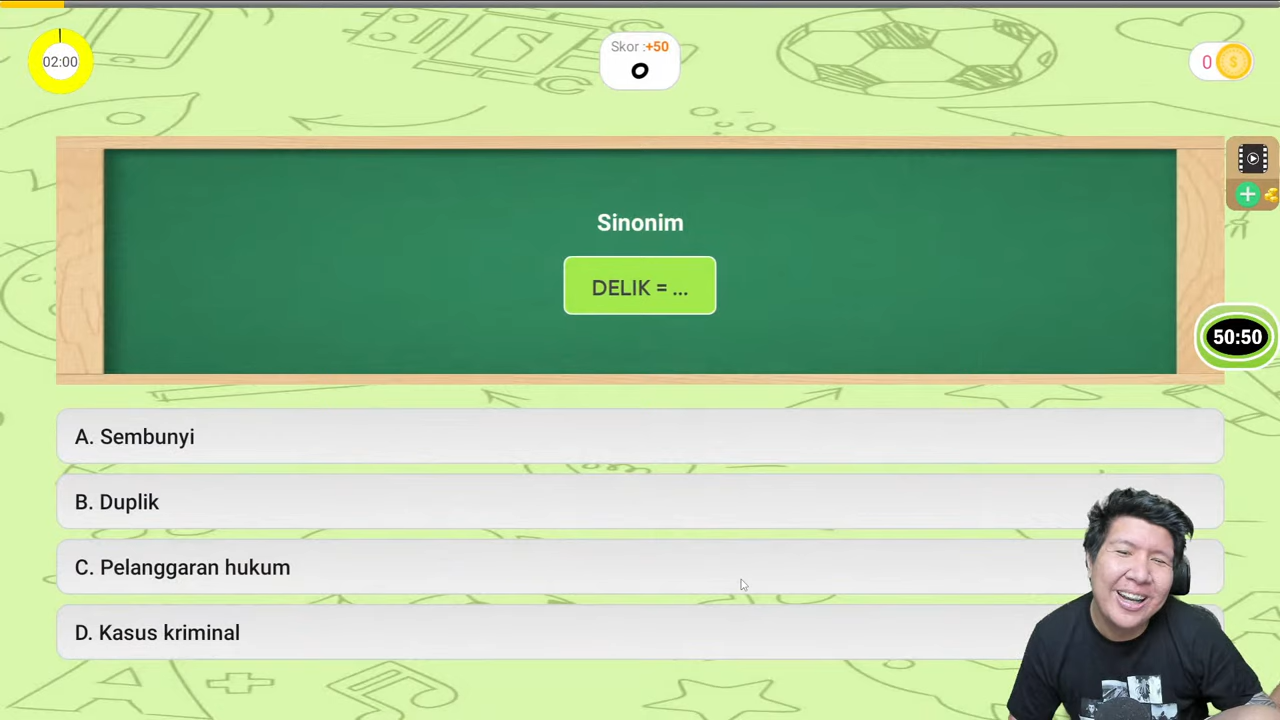 02:00
Skor :+50
0
0
Sinonim
DELIK = ...
50:50
A. Sembunyi
B. Duplik
C. Pelanggaran hukum
D. Kasus kriminal